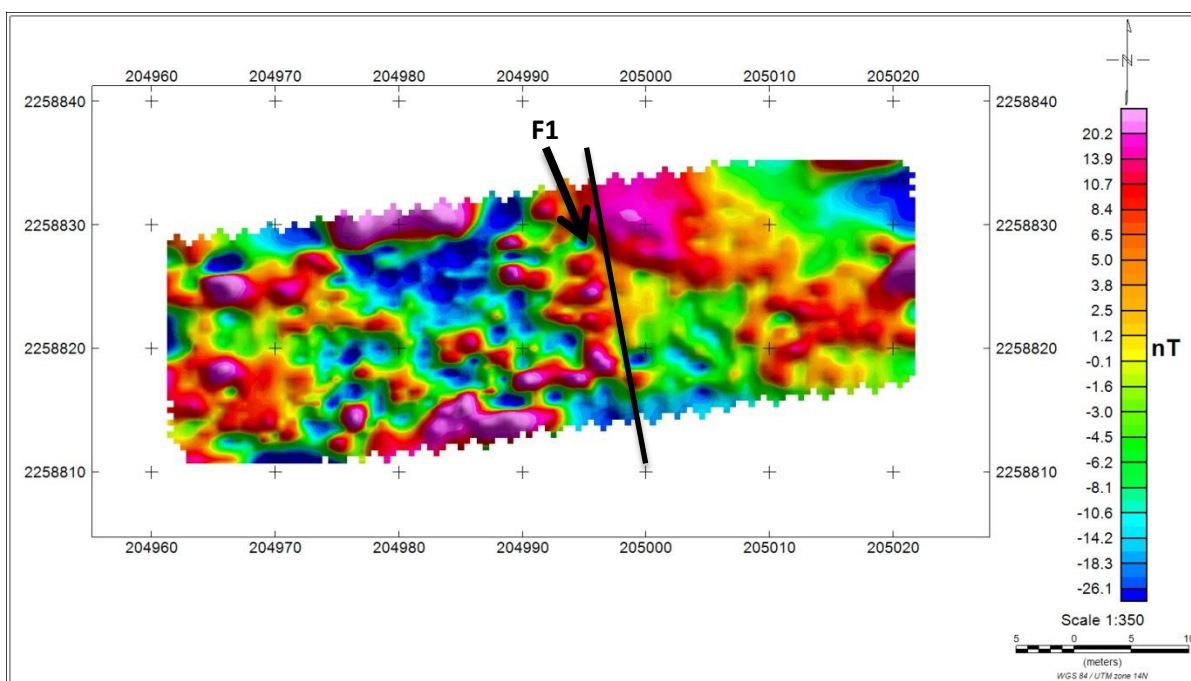 204960 204970 204980 204990 205000 205010 205020
2258840 2258840
F1
2258830 2258830
2258820 2258820
2258810 2258810
204960 204970 204980 204990 205000 205010 205020
N
20.2
13.9
10.7
8.4
6.5
5.0
3.8
2.5
1.2
-0.1
-1.6
-3.0
-4.5
-6.2
-8.1
-10.6
-14.2
-18.3
-26.1
nT
Scale 1:350
5 0 5 10
(meters)
WGS 84 / UTM zone 14N